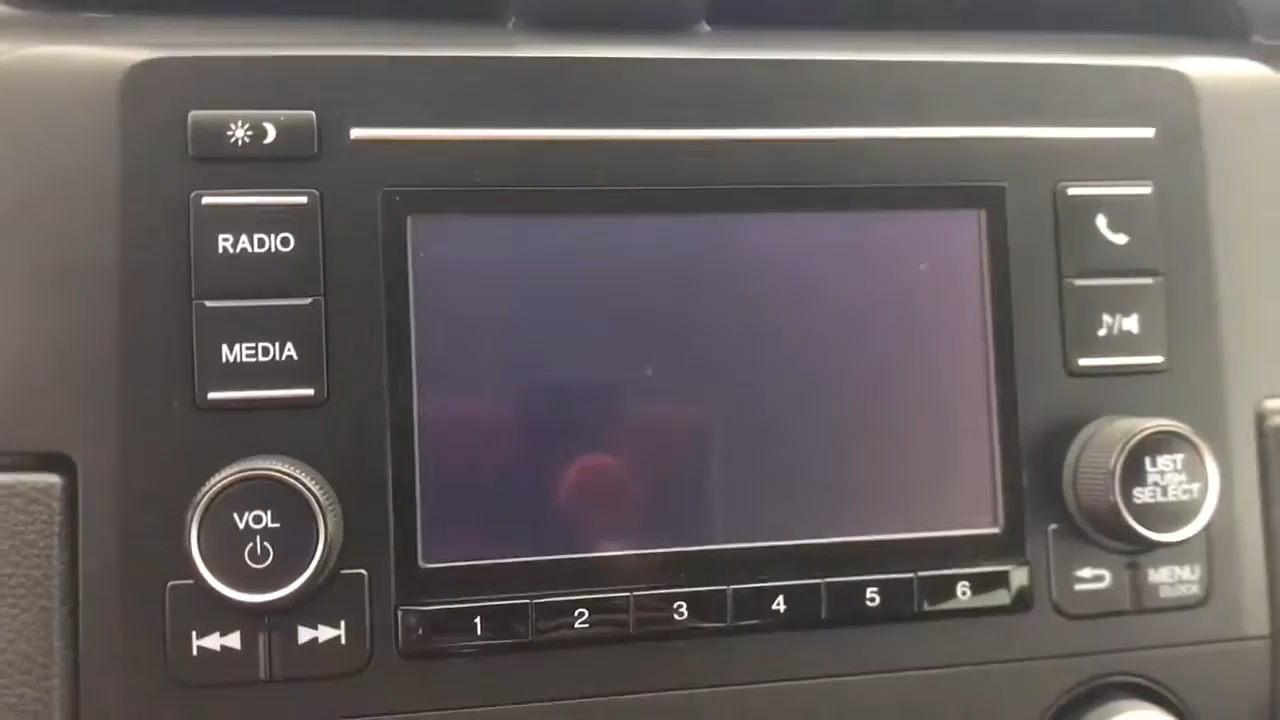 RADIO
MEDIA
VOL
1
2
3
4
5
6
LIST
PUSH
SELECT
MENU
CLOCK